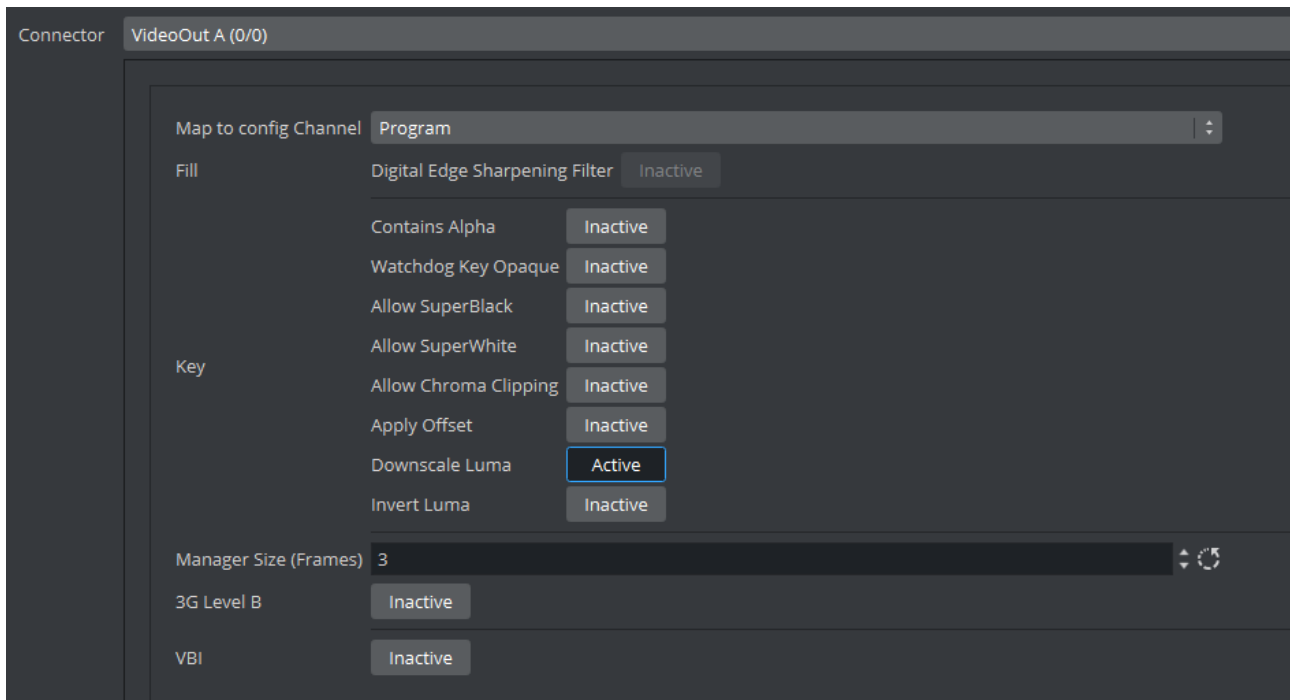 Connector VideoOut A (0/0)
Map to config Channel Program
Fill Digital Edge Sharpening Filter Inactive
Contains Alpha Inactive
Watchdog Key Opaque Inactive
Allow SuperBlack Inactive
Allow SuperWhite Inactive
Key
Allow Chroma Clipping Inactive
Apply Offset Inactive
Downscale Luma Active
Invert Luma Inactive
Manager Size (Frames) 3
3G Level B Inactive
VBI Inactive